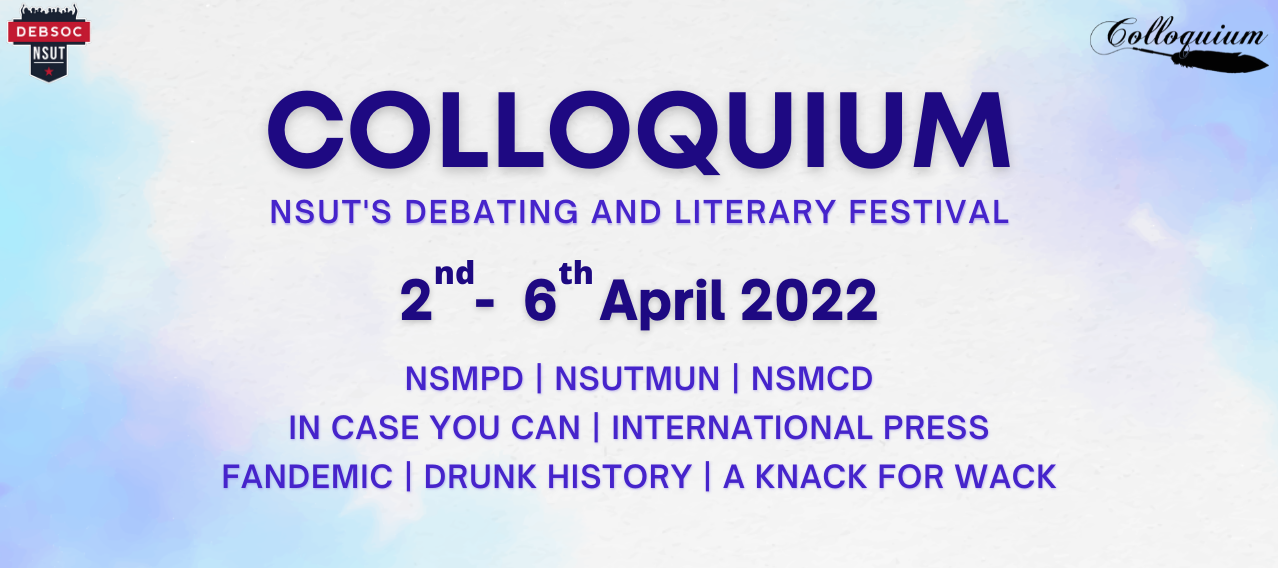 DEBSOC
NSUT
Colloquium
COLLOQUIUM
NSUT'S DEBATING AND LITERARY FESTIVAL
2nd- 6th April 2022
NSMPD | NSUTMUN | NSMCD
IN CASE YOU CAN | INTERNATIONAL PRESS
FANDEMIC | DRUNK HISTORY | A KNACK FOR WACK